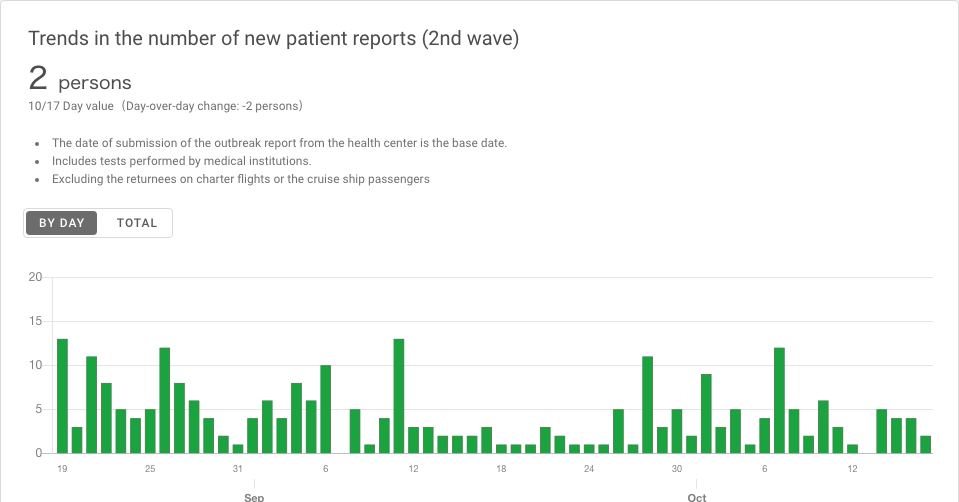 Trends in the number of new patient reports (2nd wave)
2 persons
10/17 Day value（Day-over-day change: -2 persons）
The date of submission of the outbreak report from the health center is the base date.
Includes tests performed by medical institutions.
Excluding the returnees on charter flights or the cruise ship passengers
BY DAY TOTAL
20
15
10
5
0
19 25 31 6 12 18 24 30 6 12
Sep Oct